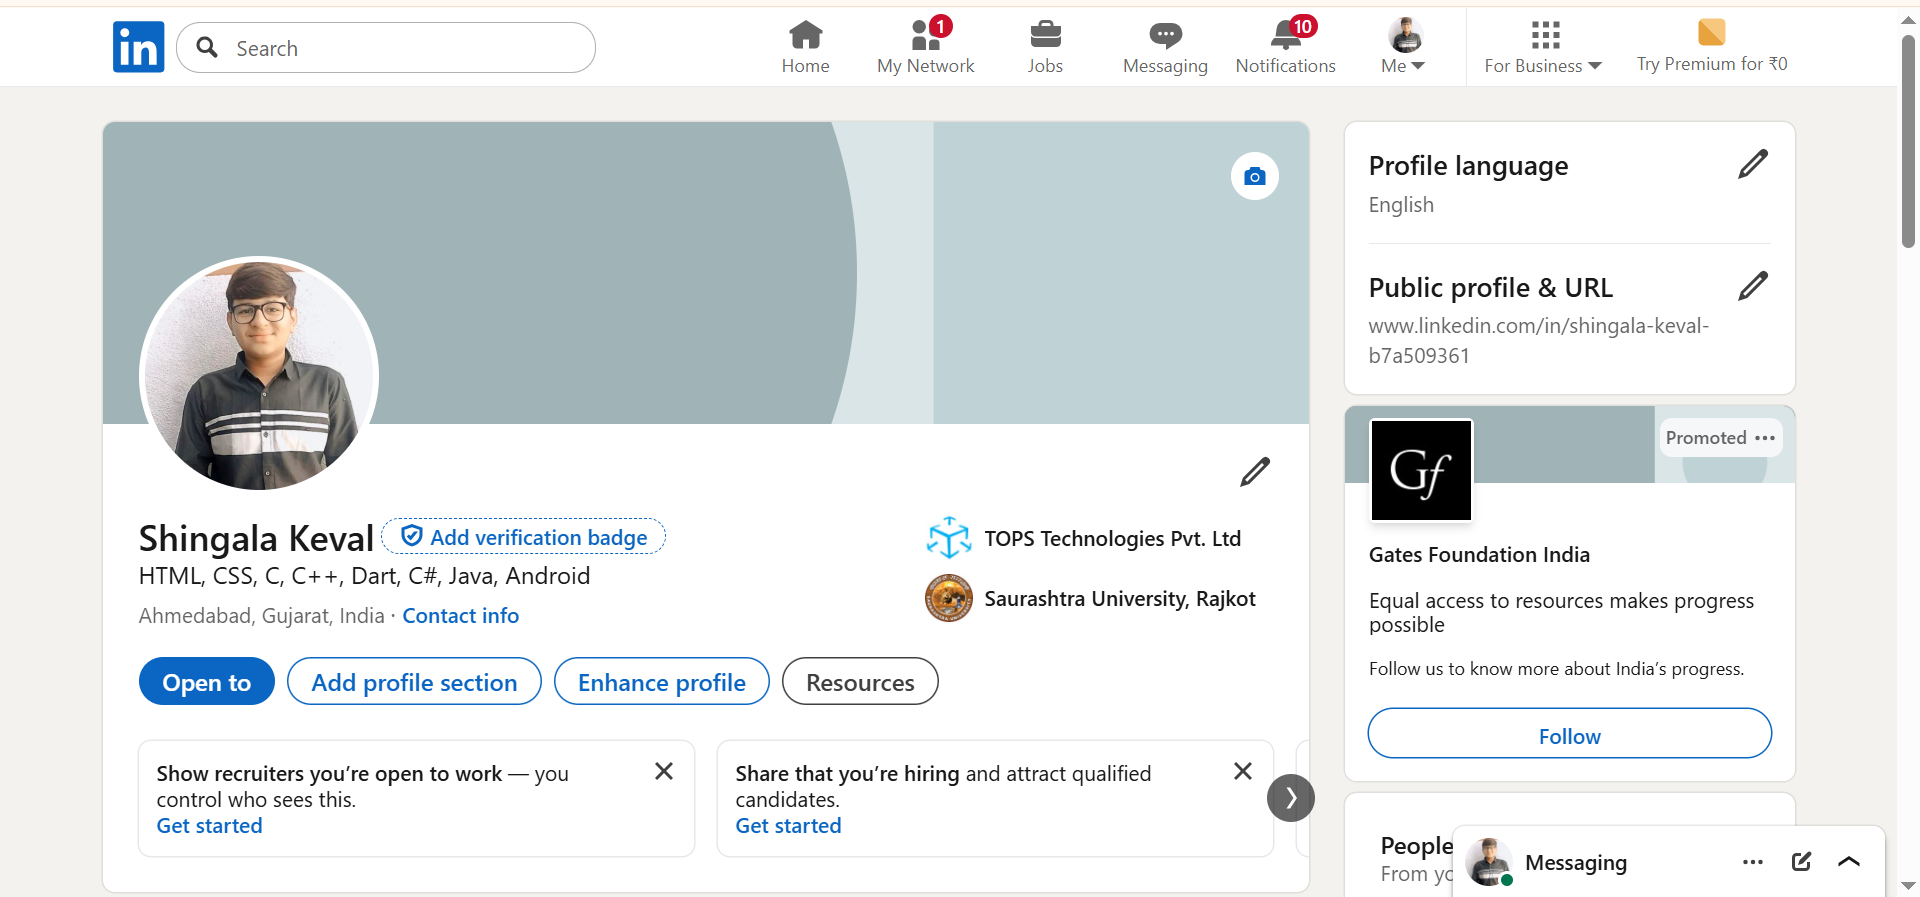 in
Search
Home
1
My Network
Jobs
Messaging
10
Notifications
Me
For Business
Try Premium for ₹0
Shingala Keval
Add verification badge
HTML, CSS, C, C++, Dart, C#, Java, Android
Ahmedabad, Gujarat, India · Contact info
TOPS Technologies Pvt. Ltd
Saurashtra University, Rajkot
Open to
Add profile section
Enhance profile
Resources
Show recruiters you’re open to work — you
control who sees this.
Get started
Share that you’re hiring and attract qualified
candidates.
Get started
Profile language
English
Public profile & URL
www.linkedin.com/in/shingala-keval-
b7a509361
Promoted
Gf
Gates Foundation India
Equal access to resources makes progress
possible
Follow us to know more about India’s progress.
Follow
People
From yo
Messaging